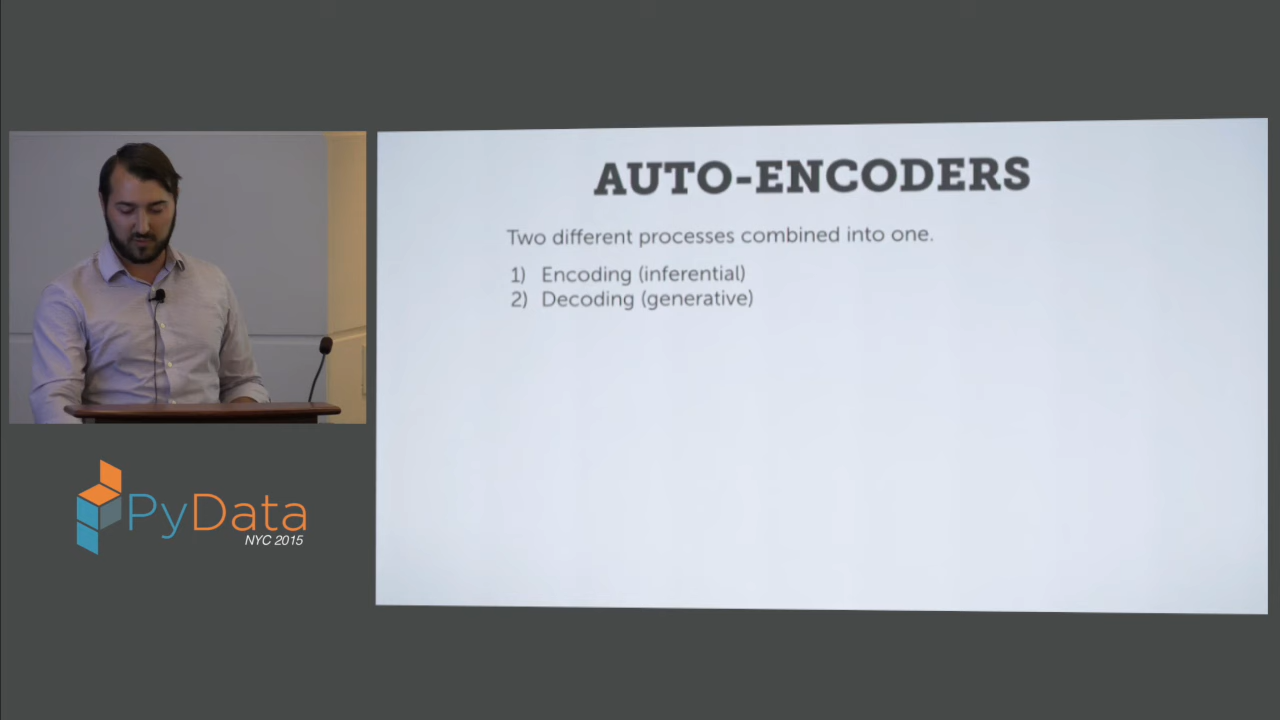 AUTO-ENCODERS
Two different processes combined into one.
1) Encoding (inferential)
2) Decoding (generative)
PyData
NYC 2015